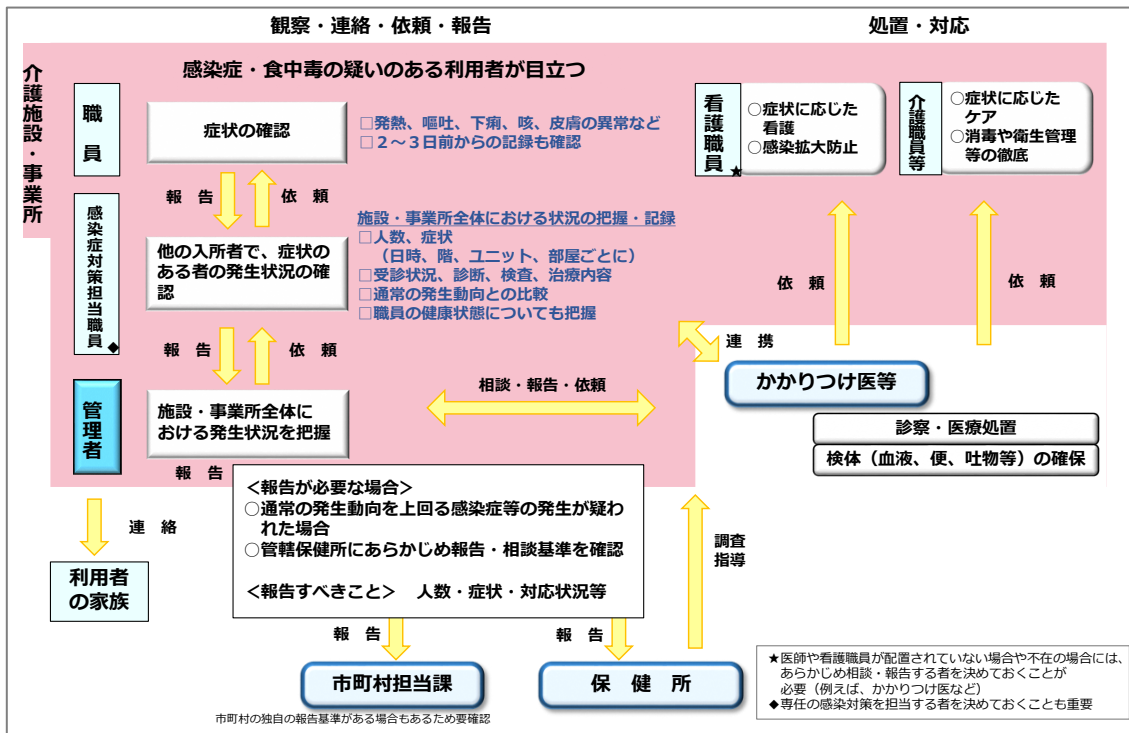 観察・連絡・依頼・報告
処置・対応
介護施設・事業所
感染症・食中毒の疑いのある利用者が目立つ
職員
症状の確認
□発熱、嘔吐、下痢、咳、皮膚の異常など
□２～３日前からの記録も確認
看護職員★
○症状に応じた
看護
○感染拡大防止
介護職員等
○症状に応じた
ケア
○消毒や衛生管理
等の徹底
報 告
依 頼
感染症対策担当職員◆
他の入所者で、症状の
ある者の発生状況の確
認
施設・事業所全体における状況の把握・記録
□人数、症状
（日時、階、ユニット、部屋ごとに）
□受診状況、診断、検査、治療内容
□通常の発生動向との比較
□職員の健康状態についても把握
依 頼
依 頼
報 告
依 頼
連 携
かかりつけ医等
相談・報告・依頼
管理者
施設・事業所全体に
おける発生状況を把握
診察・医療処置
検体（血液、便、吐物等）の確保
報 告
＜報告が必要な場合＞
○通常の発生動向を上回る感染症等の発生が疑わ
れた場合
○管轄保健所にあらかじめ報告・相談基準を確認
＜報告すべきこと＞ 人数・症状・対応状況等
連 絡
利用者
の家族
調査
指導
報 告
報 告
市町村担当課
保 健 所
市町村の独自の報告基準がある場合もあるため要確認
★医師や看護職員が配置されていない場合や不在の場合には、
あらかじめ相談・報告する者を決めておくことが
必要（例えば、かかりつけ医など）
◆専任の感染対策を担当する者を決めておくことも重要